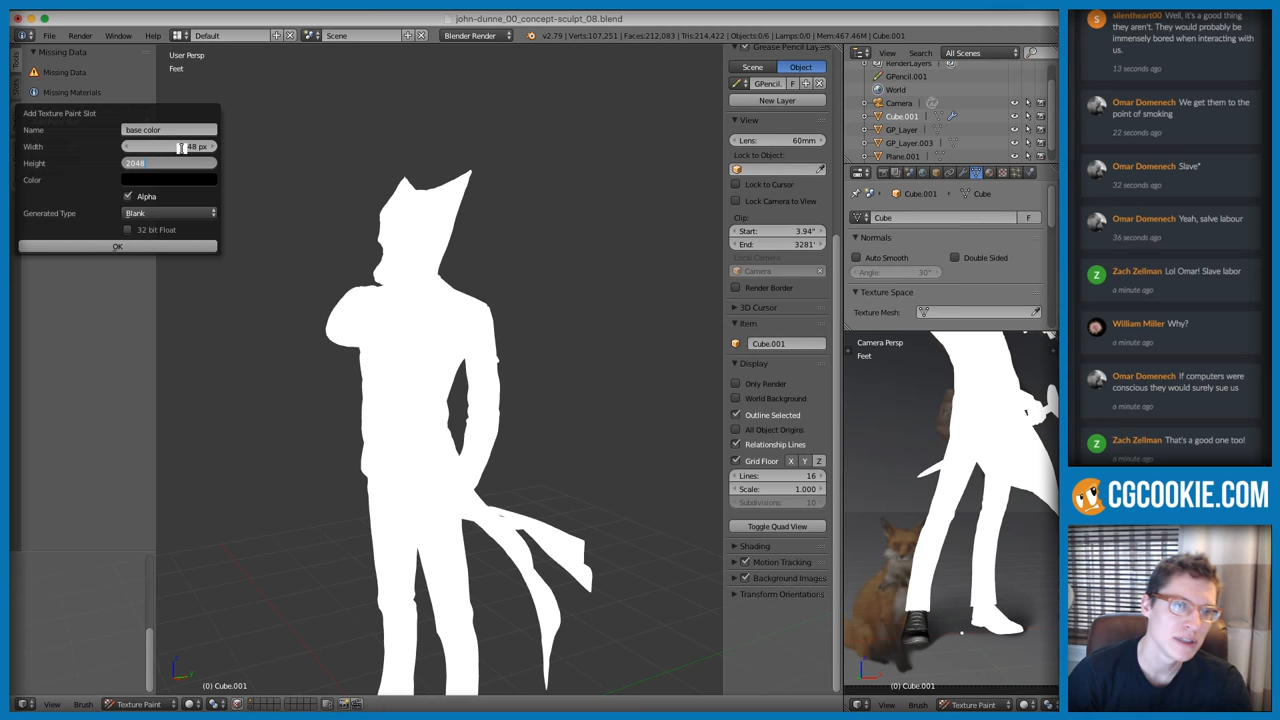 john-dunne_00_concept-sculpt_08.blend
File Render Window Help Default Scene Blender Render v2.79 | Verts:107,251 | Faces:212,083 | Tris:214,422 | Objects:0/6 | Lamps:0/0 | Mem:467.46M | Cube.001
Missing Data
Missing Data
Missing Materials
Add Texture Paint Slot
Name base color
Width 48 px
Height 2048
Color
Alpha
Generated Type Blank
32 bit Float
OK
Tools
Slots
User Persp
Feet
(0) Cube.001
View Brush Texture Paint
Grease Pencil Layers
Scene Object
GPencil. F
New Layer
View
Lens: 60mm
Lock to Object:
Lock to Cursor
Lock Camera to View
Clip:
Start: 3.94"
End: 3281'
Local Camera:
Camera
Render Border
3D Cursor
Item
Cube.001
Display
Only Render
World Background
Outline Selected
All Object Origins
Relationship Lines
Grid Floor X Y Z
Lines: 16
Scale: 1.000
Subdivisions: 10
Toggle Quad View
Shading
Motion Tracking
Background Images
Transform Orientations
View Search All Scenes
RenderLayers
GPencil.001
World
Camera
Cube.001
GP_Layer
GP_Layer.003
Plane.001
Cube.001 Cube
Cube F
Normals
Auto Smooth Double Sided
Angle: 30°
Texture Space
Texture Mesh:
Camera Persp
Feet
(0) Cube.001
View Brush Texture Paint
silentheart00 Well, it's a good thing
they aren't. They would probably be
immensely bored when interacting with
us.
13 seconds ago
Omar Domenech We get them to the
point of smoking
22 seconds ago
Omar Domenech Slave*
32 seconds ago
Omar Domenech Yeah, salve labour
36 seconds ago
Zach Zellman Lol Omar! Slave labor
a minute ago
William Miller Why?
a minute ago
Omar Domenech If computers were
conscious they would surely sue us
a minute ago
Zach Zellman That's a good one too!
a minute ago
Z
Z
CGCOOKIE.COM